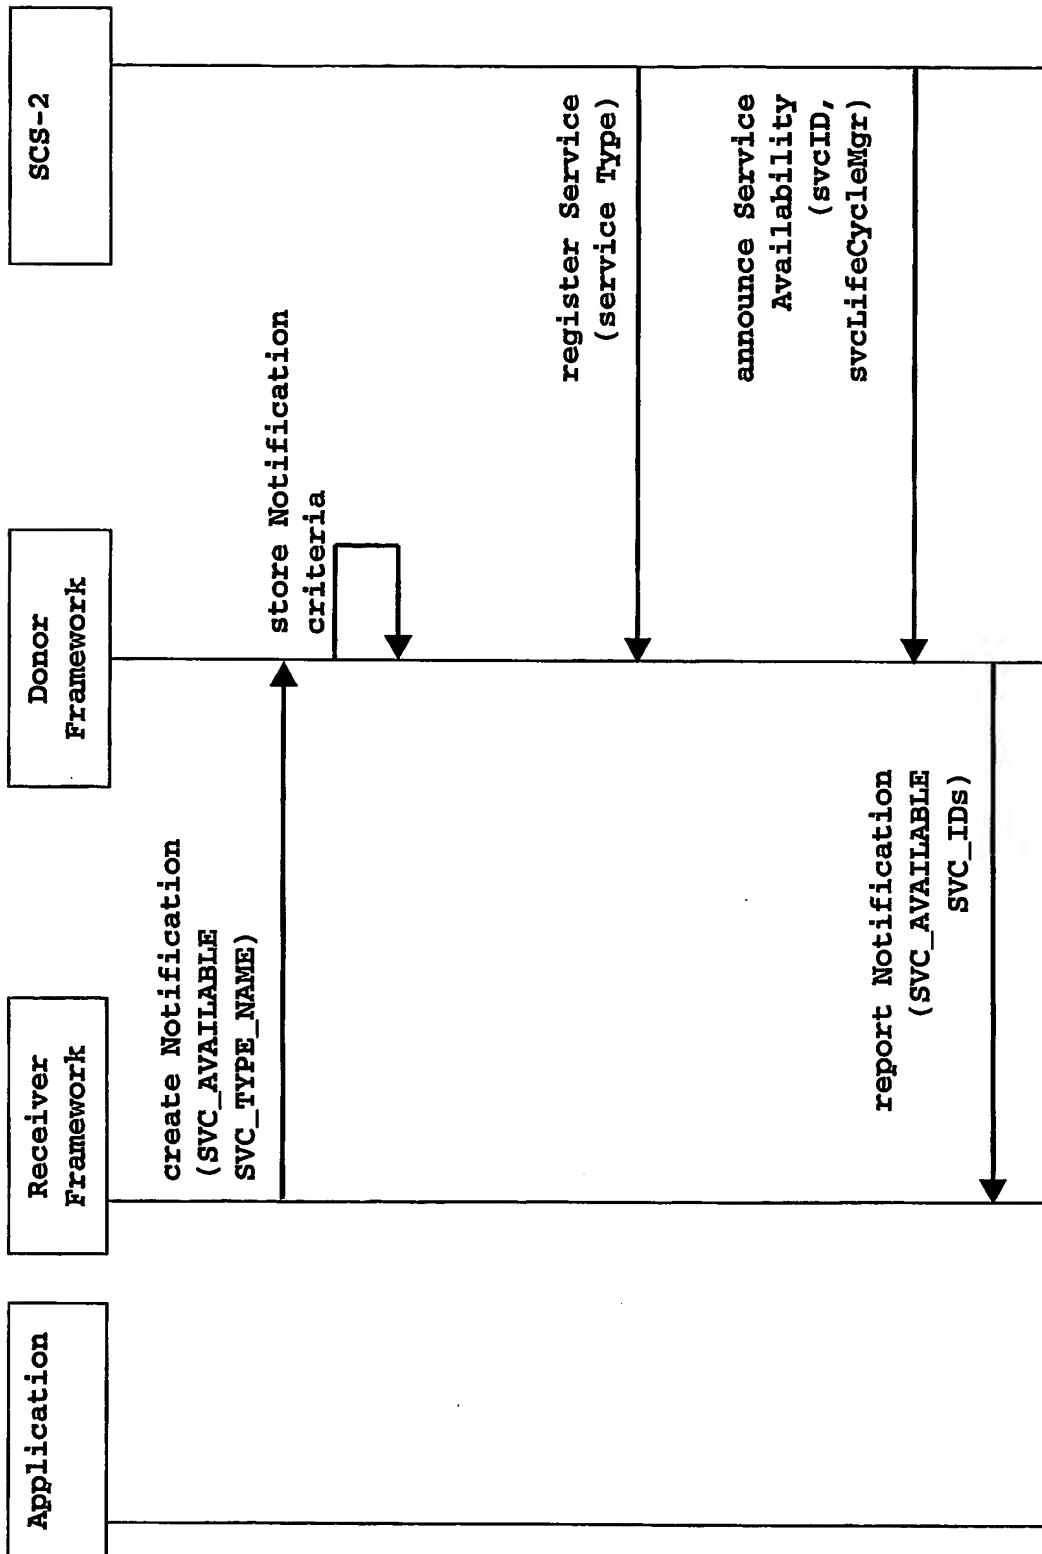 Application
Receiver
Framework
Donor
Framework
SCS-2
create Notification
(SVC_AVAILABLE
SVC_TYPE_NAME)
store Notification
criteria
register Service
(service Type)
announce Service
Availability
(svcID,
svcLifeCycleMgr)
report Notification
(SVC_AVAILABLE
SVC_IDs)